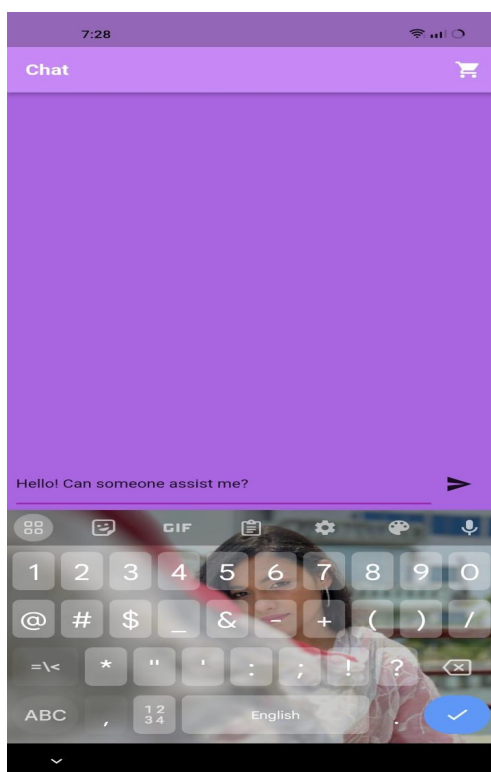 7:28
Chat
Hello! Can someone assist me?
GIF
1 2 3 4 5 6 7 8 9 0
@ # $ _ & - + ( ) /
=\< * " ' : ; ! ?
ABC , 12 34 English .